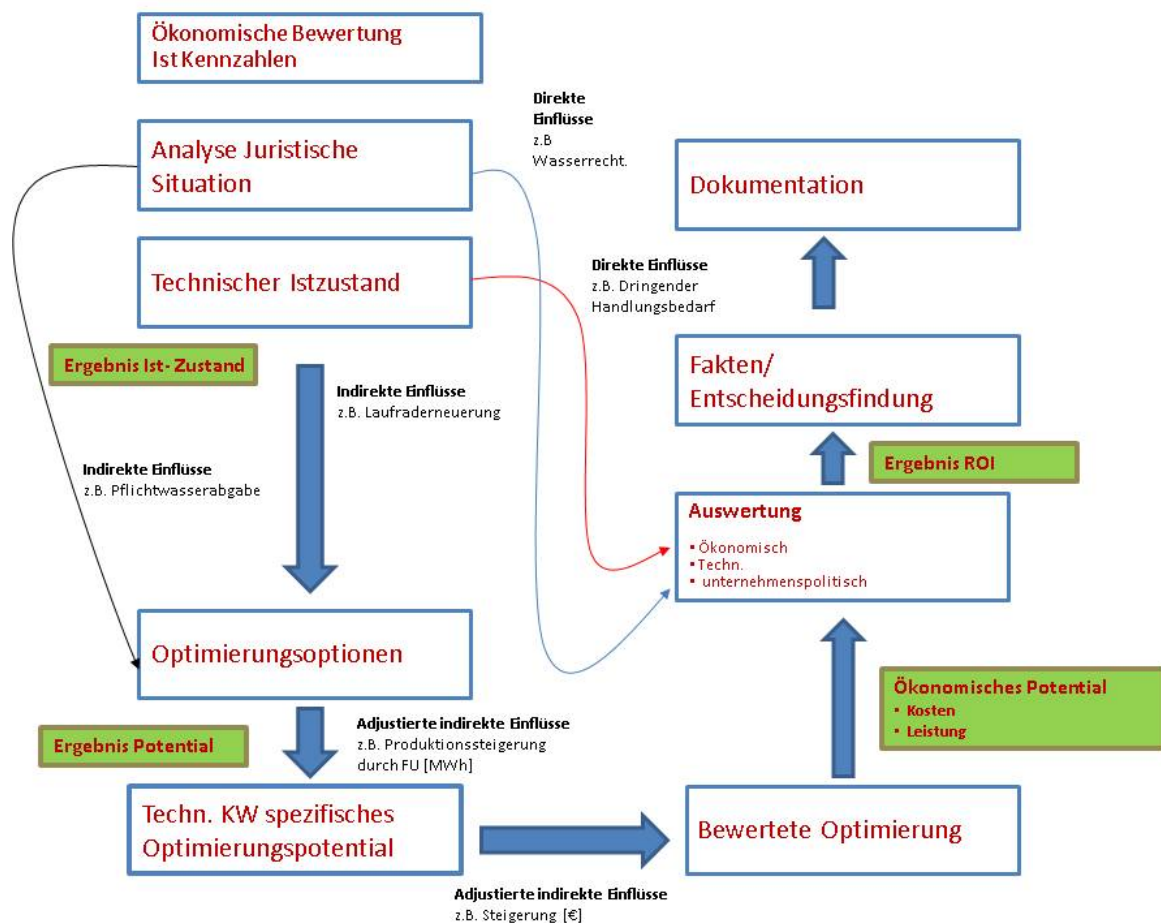 Ökonomische Bewertung
Ist Kennzahlen
Analyse Juristische
Situation
Direkte
Einflüsse
z.B
Wasserrecht.
Dokumentation
Technischer Istzustand
Direkte Einflüsse
z.B. Dringender
Handlungsbedarf
Ergebnis Ist- Zustand
Indirekte Einflüsse
z.B. Laufraderneuerung
Fakten/
Entscheidungsfindung
Indirekte Einflüsse
z.B. Pflichtwasserabgabe
Ergebnis ROI
Auswertung
▪ Ökonomisch
▪ Techn.
▪ unternehmenspolitisch
Optimierungsoptionen
Ökonomisches Potential
▪ Kosten
▪ Leistung
Ergebnis Potential
Adjustierte indirekte Einflüsse
z.B. Produktionssteigerung
durch FU [MWh]
Techn. KW spezifisches
Optimierungspotential
Bewertete Optimierung
Adjustierte indirekte Einflüsse
z.B. Steigerung [€]